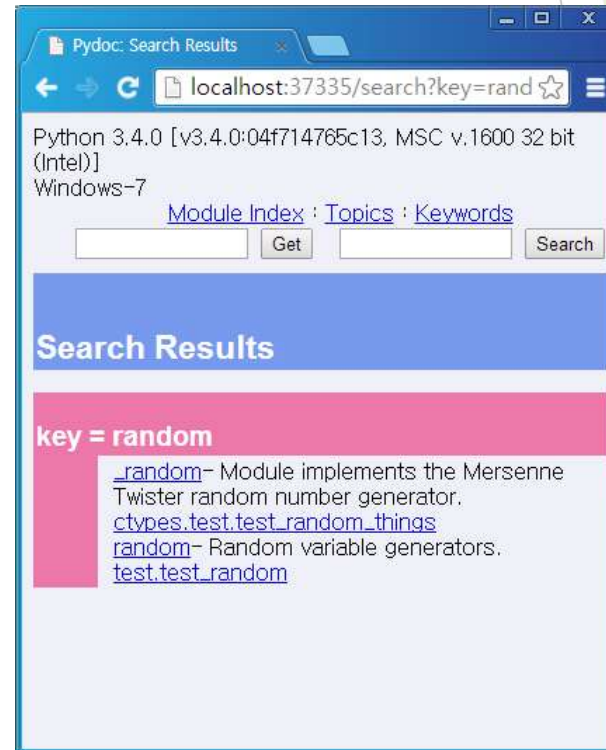 Pydoc: Search Results
localhost:37335/search?key=rand
Python 3.4.0 [v3.4.0:04f714765c13, MSC v.1600 32 bit
(Intel)]
Windows-7
Module Index : Topics : Keywords
Get Search
Search Results
key = random
_random- Module implements the Mersenne
Twister random number generator.
ctypes.test.test_random_things
random- Random variable generators.
test.test_random